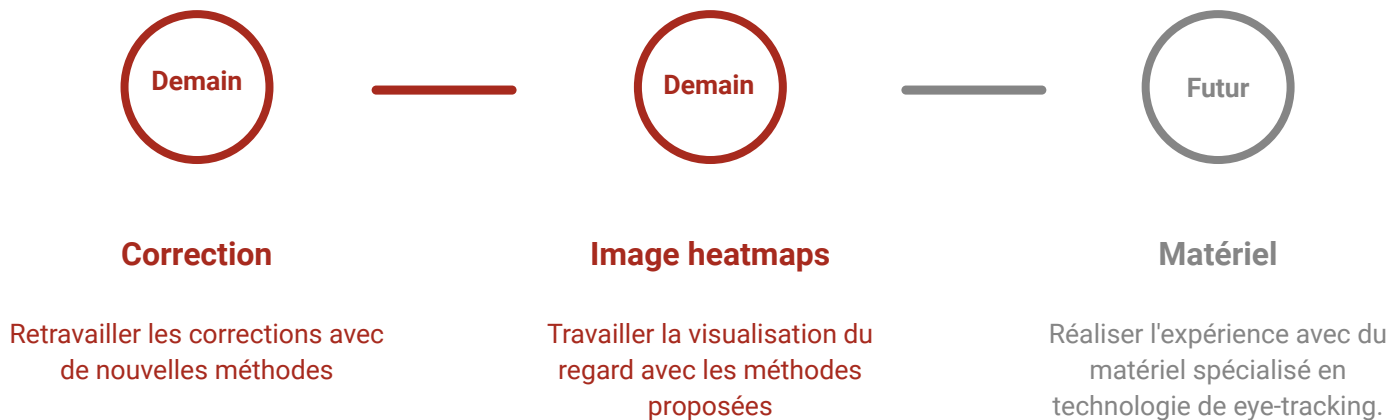 Demain
Demain
Futur
Correction
Image heatmaps
Matériel
Retravailler les corrections avec
de nouvelles méthodes
Travailler la visualisation du
regard avec les méthodes
proposées
Réaliser l'expérience avec du
matériel spécialisé en
technologie de eye-tracking.